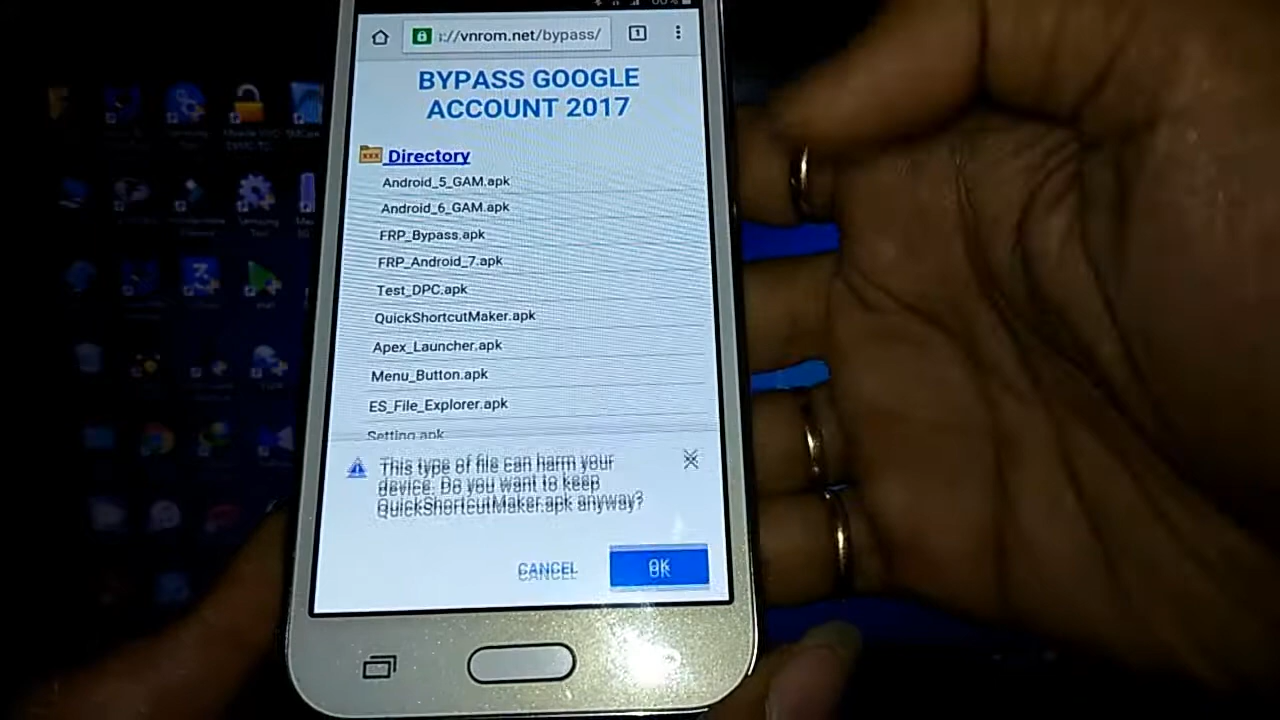 ://vnrom.net/bypass/
1
BYPASS GOOGLE
ACCOUNT 2017
Directory
Android_5_GAM.apk
Android_6_GAM.apk
FRP_Bypass.apk
FRP_Android_7.apk
Test_DPC.apk
QuickShortcutMaker.apk
Apex_Launcher.apk
Menu_Button.apk
ES_File_Explorer.apk
Setting.apk
This type of file can harm your
device. Do you want to keep
QuickShortcutMaker.apk anyway?
CANCEL
OK